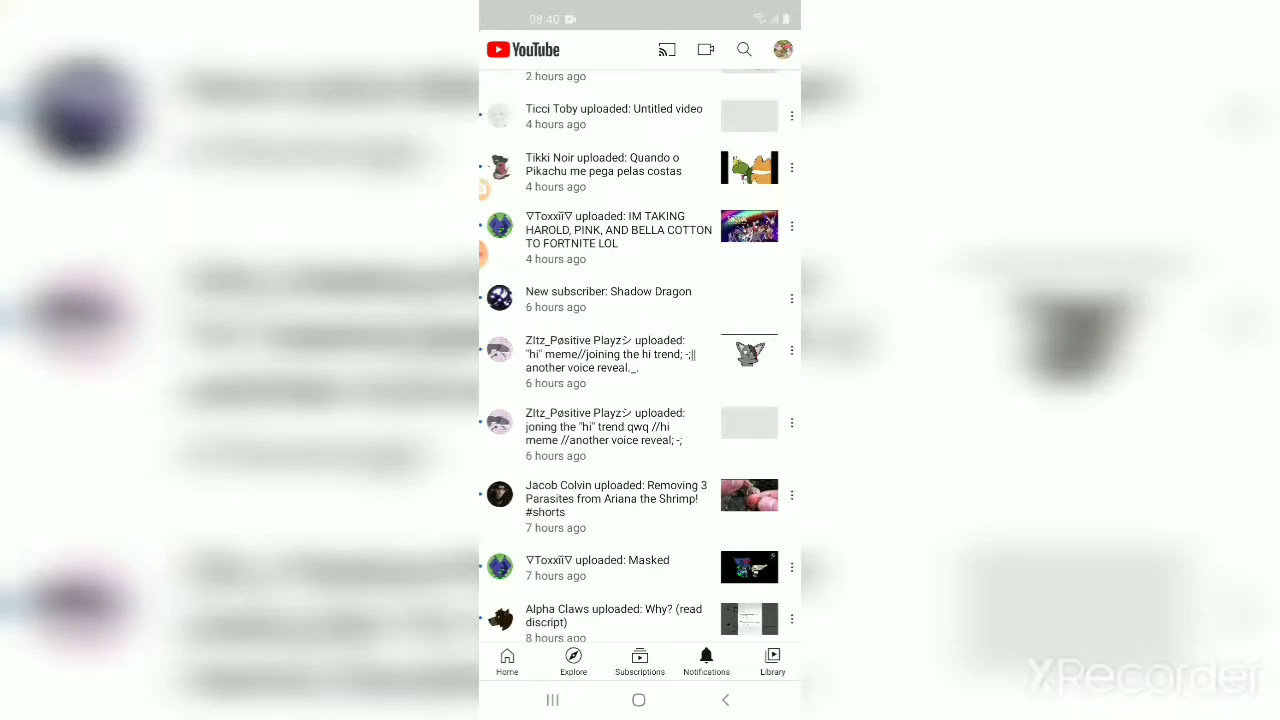 08:40
YouTube
2 hours ago
Ticci Toby uploaded: Untitled video
4 hours ago
Tikki Noir uploaded: Quando o
Pikachu me pega pelas costas
4 hours ago
∇Toxxïï∇ uploaded: IM TAKING
HAROLD, PINK, AND BELLA COTTON
TO FORTNITE LOL
4 hours ago
New subscriber: Shadow Dragon
6 hours ago
ZItz_Pøsitive Playzシ uploaded:
"hi" meme//joining the hi trend; -;||
another voice reveal._.
6 hours ago
ZItz_Pøsitive Playzシ uploaded:
joning the "hi" trend qwq //hi
meme //another voice reveal; -;
6 hours ago
Jacob Colvin uploaded: Removing 3
Parasites from Ariana the Shrimp!
#shorts
7 hours ago
∇Toxxïï∇ uploaded: Masked
7 hours ago
Alpha Claws uploaded: Why? (read
discript)
8 hours ago
Home Explore Subscriptions Notifications Library
XRecorder